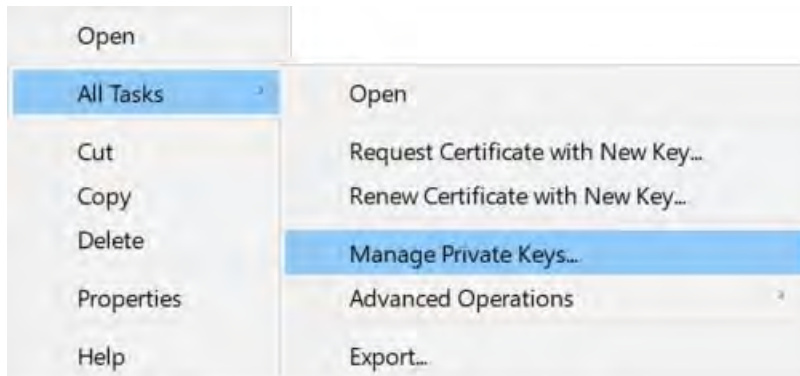 Open
All Tasks
Cut
Copy
Delete
Properties
Help
Open
Request Certificate with New Key...
Renew Certificate with New Key...
Manage Private Keys...
Advanced Operations
Export...